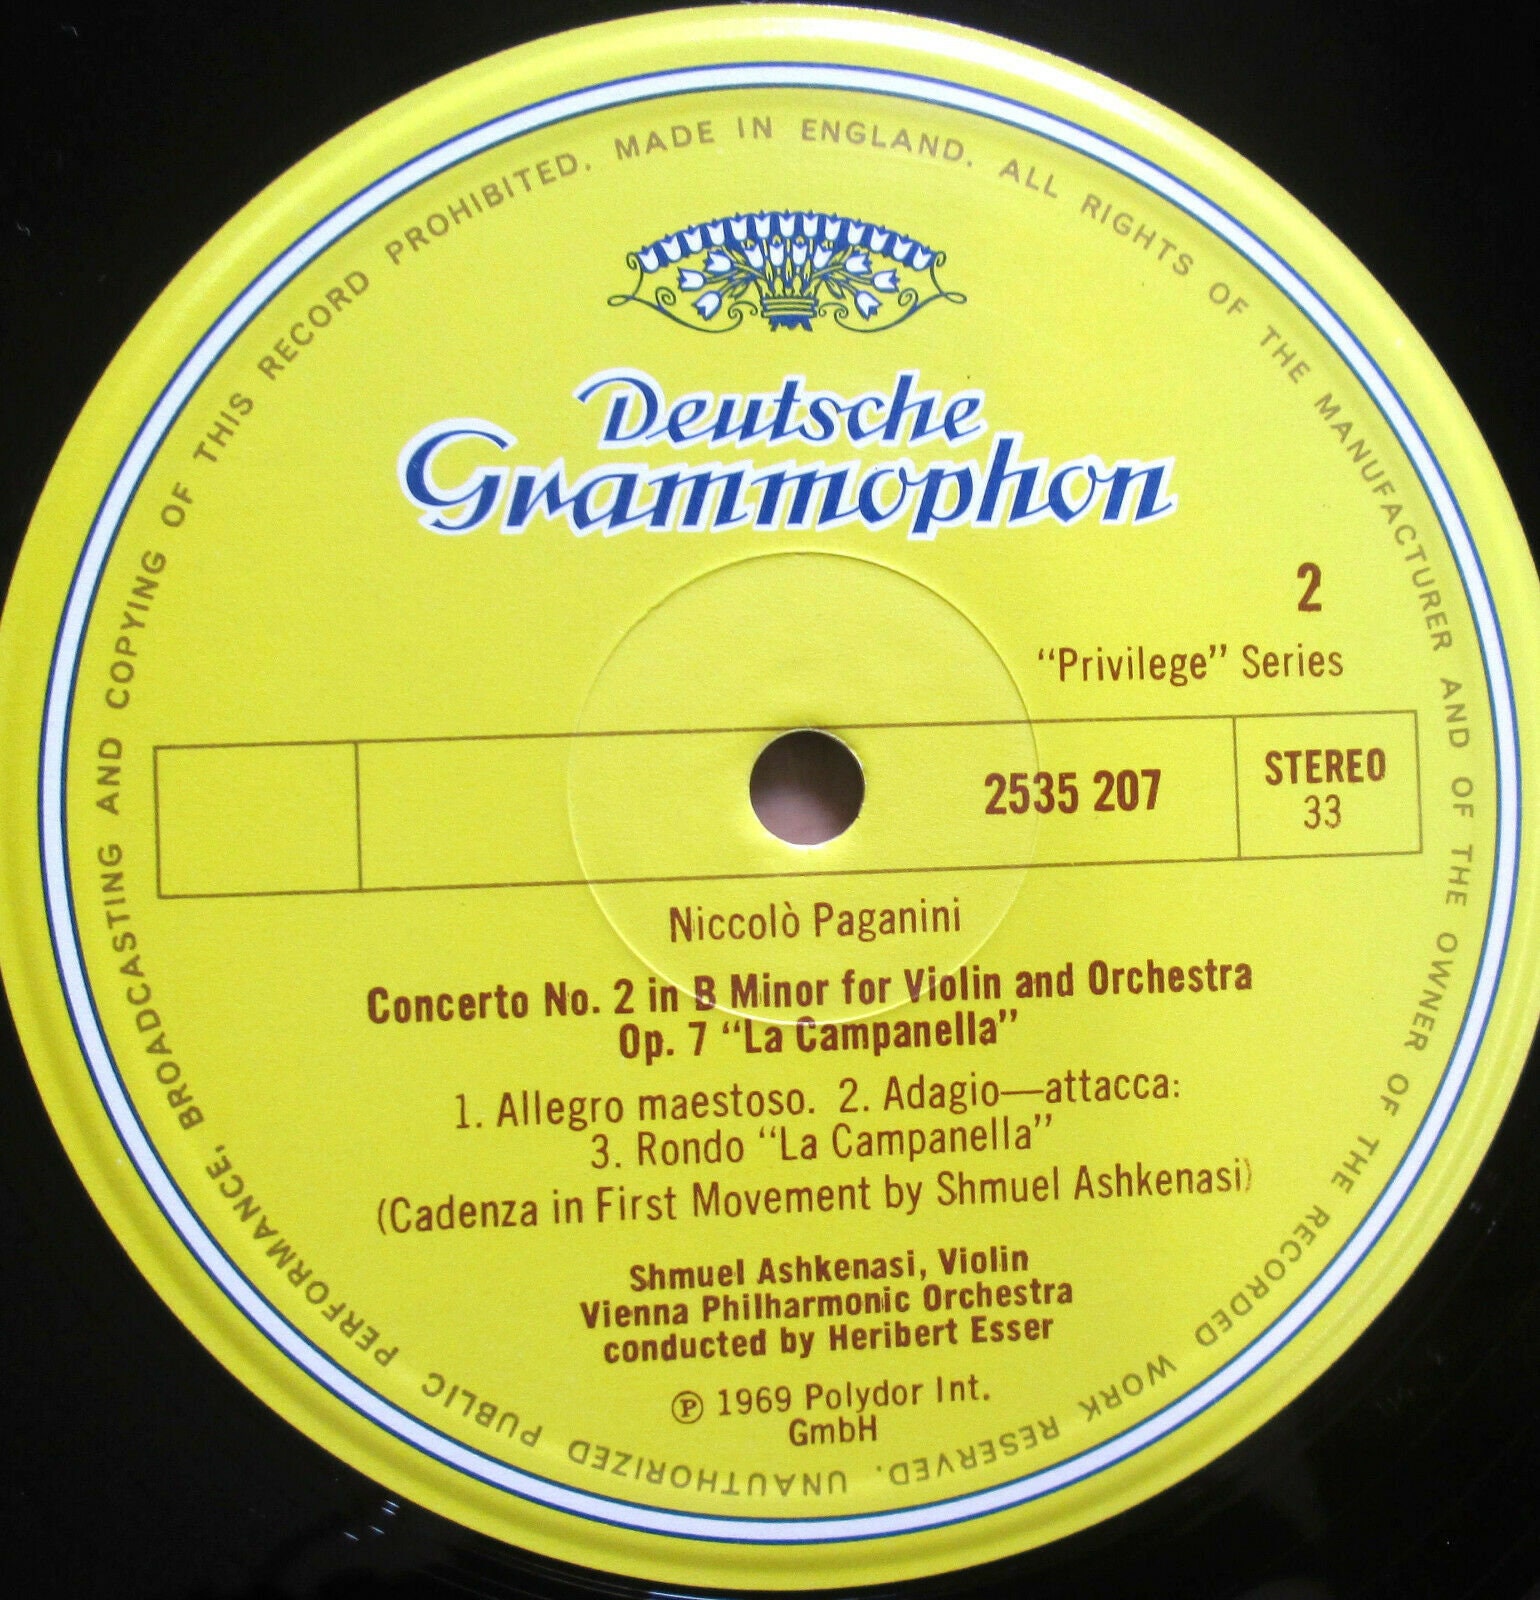 MADE IN ENGLAND. ALL RIGHTS OF THE MANUFACTURER AND OF THE OWNER OF THE RECORDED WORK RESERVED. UNAUTHORIZED PUBLIC PERFORMANCE, BROADCASTING AND COPYING OF THIS RECORD PROHIBITED.
Deutsche
Grammophon
2
“Privilege” Series
2535 207
STEREO
33
Niccolò Paganini
Concerto No. 2 in B Minor for Violin and Orchestra
Op. 7 “La Campanella”
1. Allegro maestoso. 2. Adagio—attacca:
3. Rondo “La Campanella”
(Cadenza in First Movement by Shmuel Ashkenasi)
Shmuel Ashkenasi, Violin
Vienna Philharmonic Orchestra
conducted by Heribert Esser
℗ 1969 Polydor Int.
GmbH